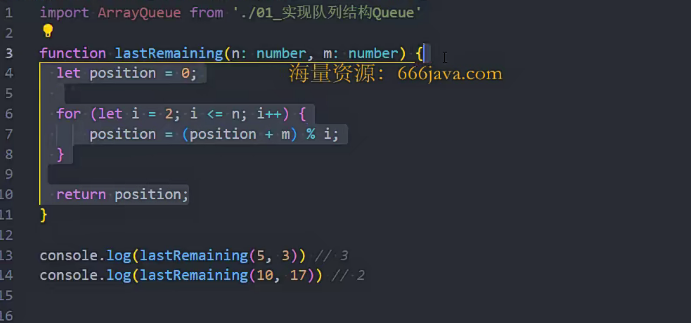 1 import ArrayQueue from './01_实现队列结构Queue'
2
3 function lastRemaining(n: number, m: number) {
4 let position = 0;
海量资源：666java.com
5
6 for (let i = 2; i <= n; i++) {
7 position = (position + m) % i;
8 }
9
10 return position;
11 }
12
13 console.log(lastRemaining(5, 3)) // 3
14 console.log(lastRemaining(10, 17)) // 2
15
16